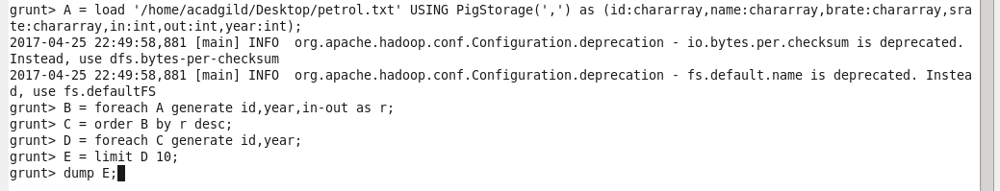 grunt> A = load '/home/acadgild/Desktop/petrol.txt' USING PigStorage(',') as (id:chararray,name:chararray,brate:chararray,sra
te:chararray,in:int,out:int,year:int);
2017-04-25 22:49:58,881 [main] INFO  org.apache.hadoop.conf.Configuration.deprecation - io.bytes.per.checksum is deprecated.
Instead, use dfs.bytes-per-checksum
2017-04-25 22:49:58,881 [main] INFO  org.apache.hadoop.conf.Configuration.deprecation - fs.default.name is deprecated. Instea
d, use fs.defaultFS
grunt> B = foreach A generate id,year,in-out as r;
grunt> C = order B by r desc;
grunt> D = foreach C generate id,year;
grunt> E = limit D 10;
grunt> dump E;